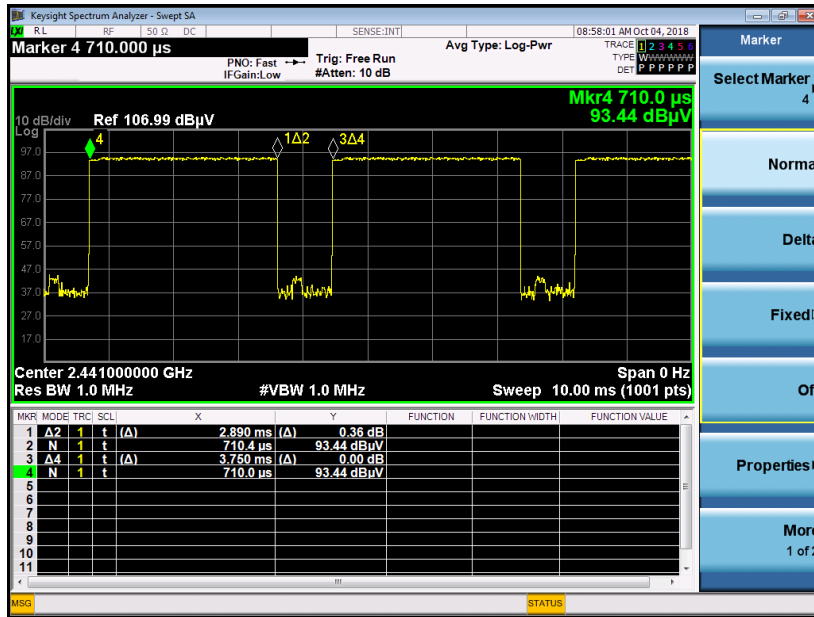 Keysight Spectrum Analyzer - Swept SA
LXI RL RF 50 Ω DC SENSE:INT 08:58:01 AM Oct 04, 2018
Marker 4 710.000 µs Avg Type: Log-Pwr TRACE 1 2 3 4 5 6
PNO: Fast Trig: Free Run TYPE WWWWWW
IFGain:Low #Atten: 10 dB DET P P P P P P
Mkr4 710.0 µs
10 dB/div Ref 106.99 dBµV 93.44 dBµV
Log
4 1Δ2 3Δ4
97.0
87.0
77.0
67.0
57.0
47.0
37.0
27.0
17.0
Center 2.441000000 GHz Span 0 Hz
Res BW 1.0 MHz #VBW 1.0 MHz Sweep 10.00 ms (1001 pts)
MKR MODE TRC SCL X Y FUNCTION FUNCTION WIDTH FUNCTION VALUE
1 Δ2 1 t (Δ) 2.890 ms (Δ) 0.36 dB
2 N 1 t 710.4 µs 93.44 dBµV
3 Δ4 1 t (Δ) 3.750 ms (Δ) 0.00 dB
4 N 1 t 710.0 µs 93.44 dBµV
5
6
7
8
9
10
11
MSG STATUS
Marker
Select Marker
4
Norma
Delta
Fixed
Of
Properties
More
1 of 2